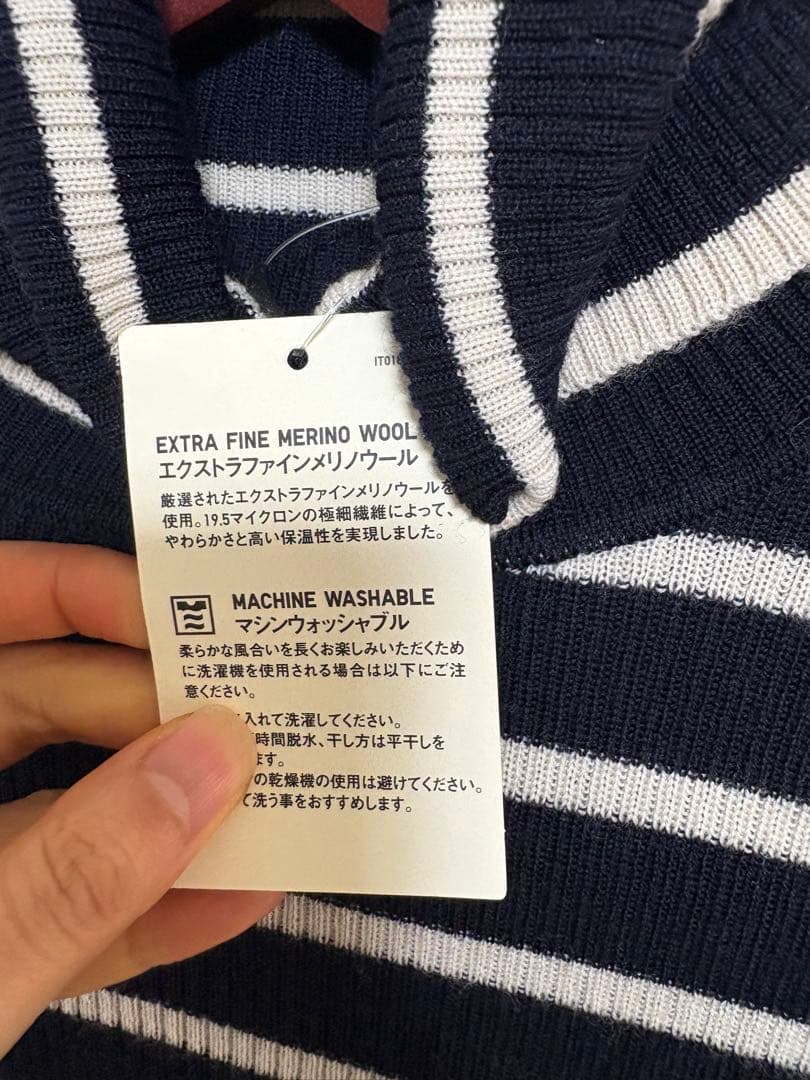 IT018
EXTRA FINE MERINO WOOL
エクストラファインメリノウール
厳選されたエクストラファインメリノウールを
使用。19.5マイクロンの極細繊維によって、
やわらかさと高い保温性を実現しました。
MACHINE WASHABLE
マシンウォッシャブル
柔らかな風合いを長くお楽しみいただくため
に洗濯機を使用される場合は以下にご注
意ください。
入れて洗濯してください。
時間脱水、干し方は平干しを
ます。
の乾燥機の使用は避けてください。
て洗う事をおすすめします。